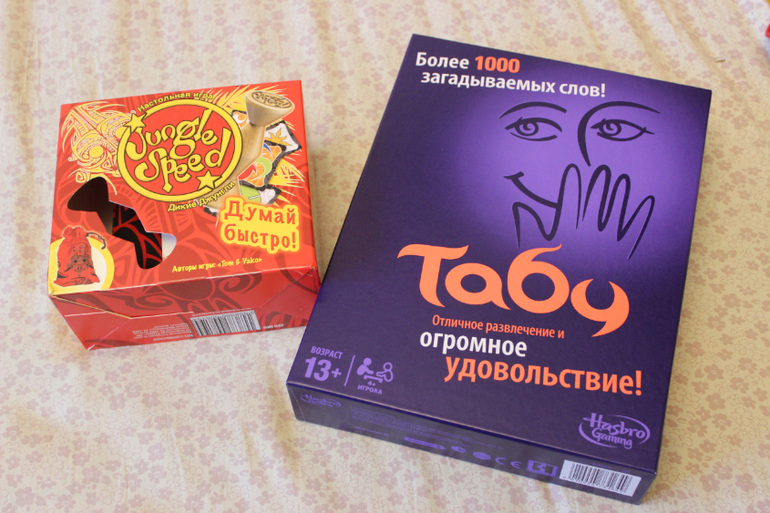 Настольная игра
Jungle
Speed
Дикие Джунгли
Думай
быстро!
Авторы игры: «Том & Yako»
Более 1000
загадываемых слов!
Табу
Отличное развлечение и
огромное
удовольствие!
ВОЗРАСТ
13+
4+
ИГРОКА
Hasbro
Gaming